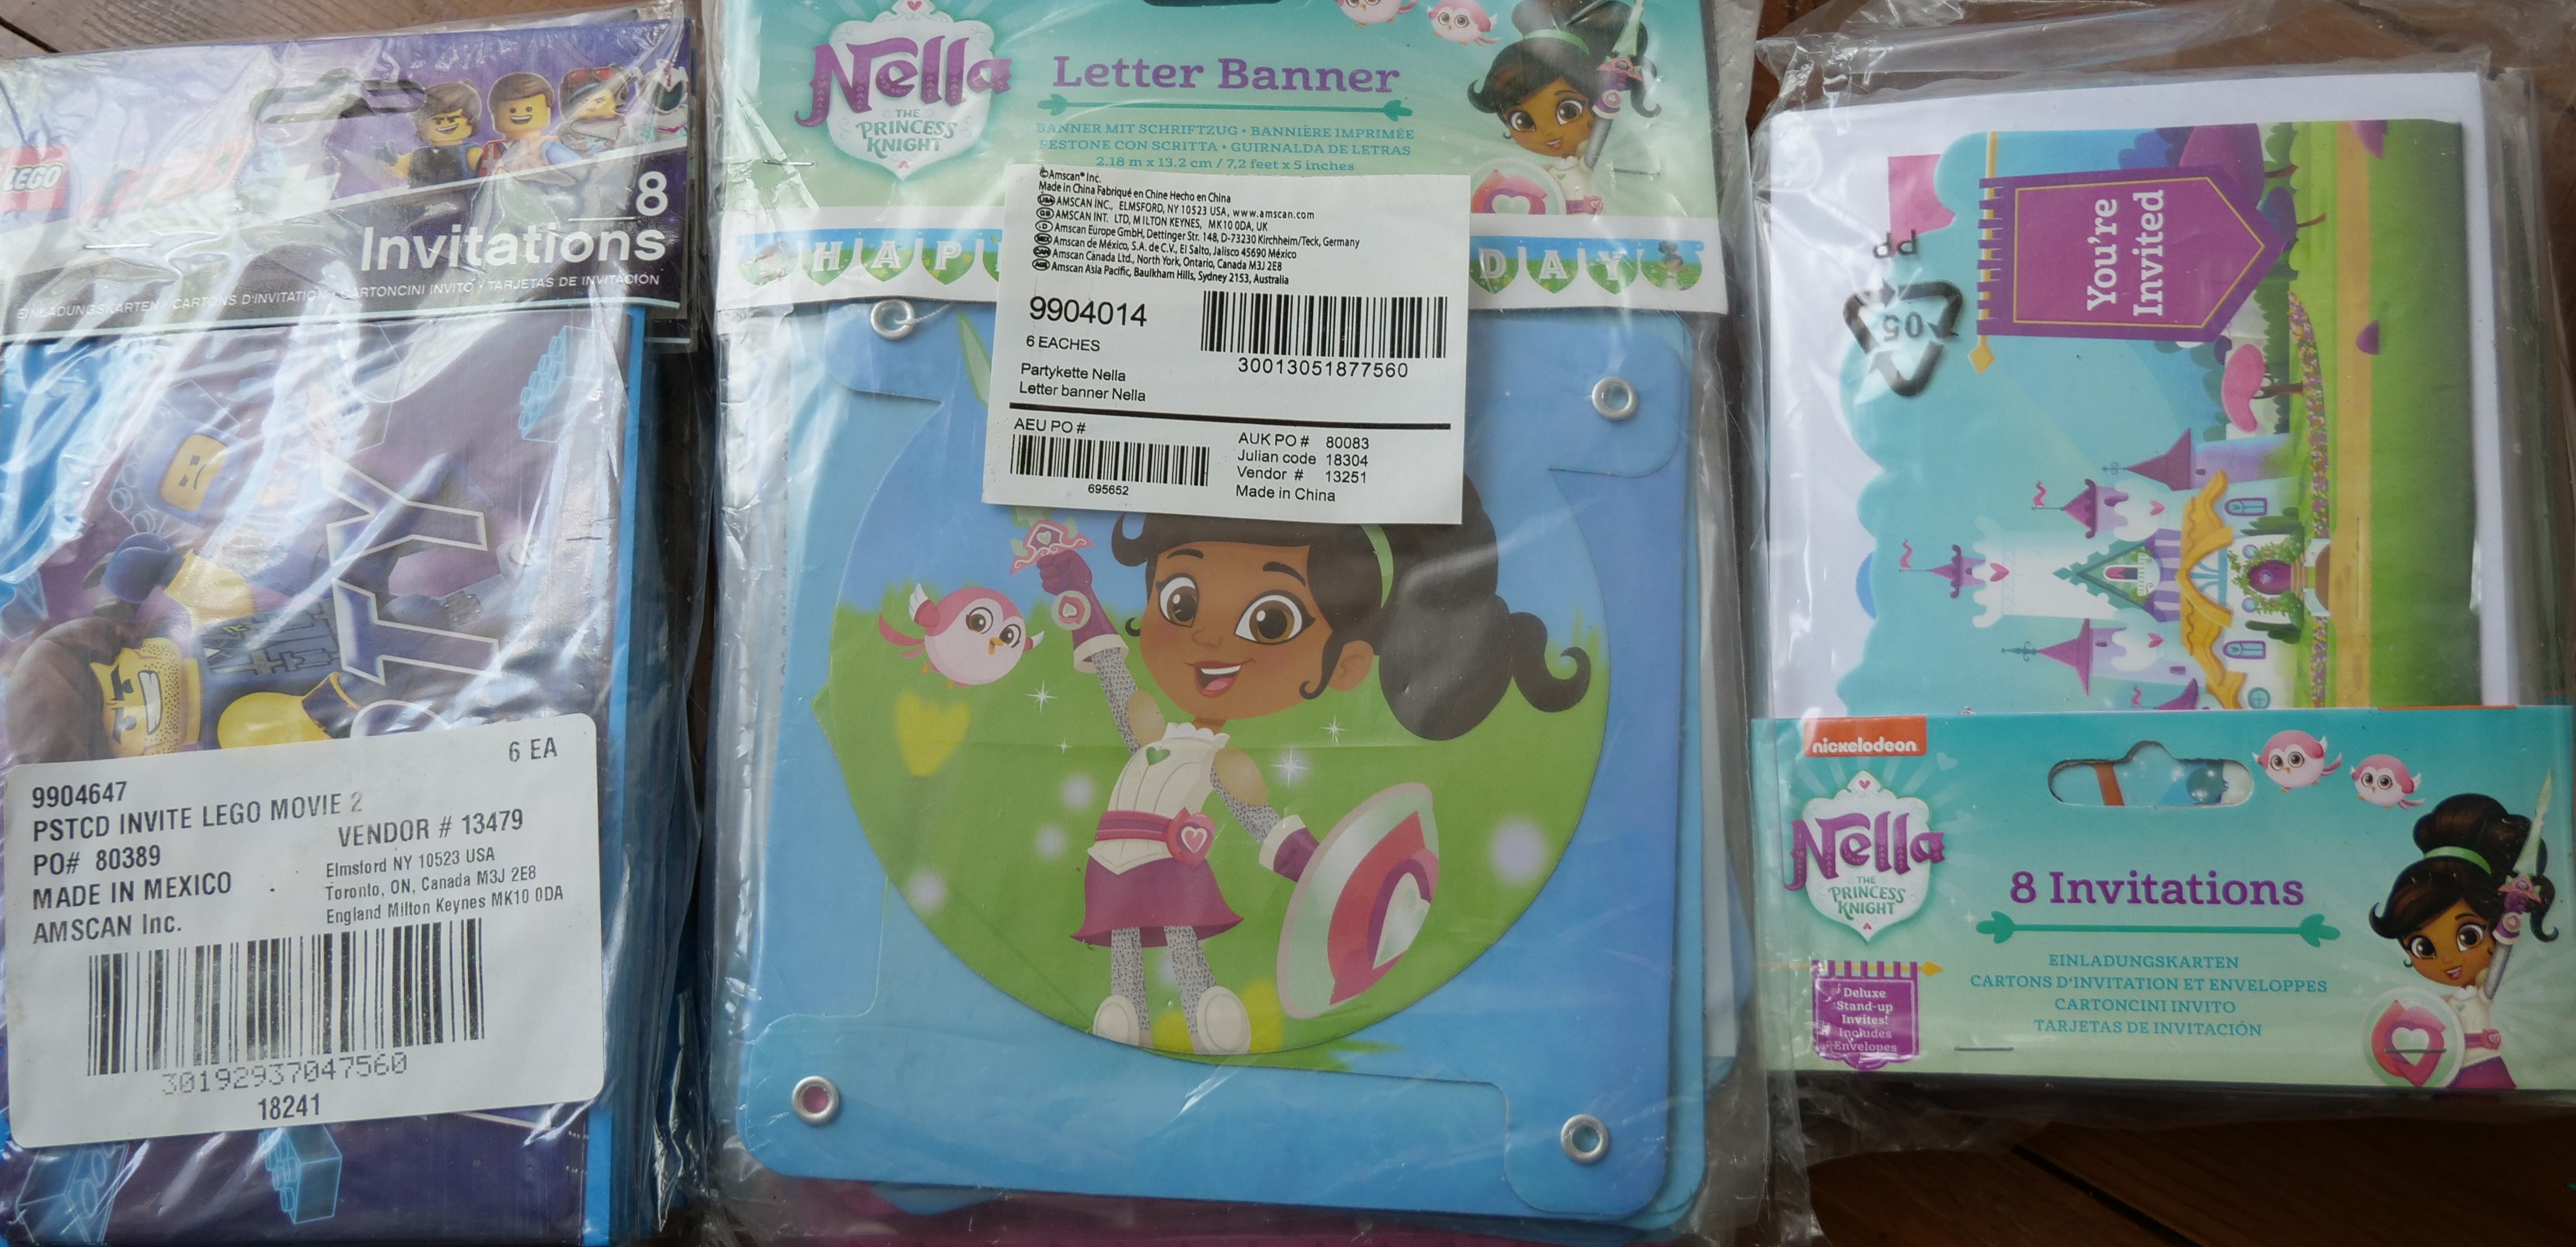 LEGO
8
Invitations
EINLADUNGSKARTEN • CARTONS D'INVITATION • CARTONCINI INVITO • TARJETAS DE INVITACIÓN
6 EA
9904647
PSTCD INVITE LEGO MOVIE 2
VENDOR # 13479
PO# 80389
Elmsford NY 10523 USA
MADE IN MEXICO
Toronto, ON, Canada M3J 2E8
AMSCAN Inc.
England Milton Keynes MK10 0DA
30192937047560
18241
Nella
THE
PRINCESS
KNIGHT
Letter Banner
BANNER MIT SCHRIFTZUG • BANNIÈRE IMPRIMÉE
FESTONE CON SCRITTA • GUIRNALDA DE LETRAS
2.18 m x 13.2 cm / 7,2 feet x 5 inches
HAP
DAY
©Amscan® Inc.
Made in China Fabriqué en Chine Hecho en China
AMSCAN INC., ELMSFORD, NY 10523 USA, www.amscan.com
AMSCAN INT. LTD, MILTON KEYNES, MK10 0DA, UK
Amscan Europe GmbH, Dettinger Str. 148, D-73230 Kirchheim/Teck, Germany
Amscan de México, S.A. de C.V., El Salto, Jalisco 45690 México
Amscan Canada Ltd., North York, Ontario, Canada M3J 2E8
Amscan Asia Pacific, Baulkham Hills, Sydney 2153, Australia
9904014
6 EACHES
30013051877560
Partykette Nella
Letter banner Nella
AEU PO #
695652
AUK PO # 80083
Julian code 18304
Vendor # 13251
Made in China
PP
05
You're
Invited
nickelodeon
Nella
THE
PRINCESS
KNIGHT
8 Invitations
EINLADUNGSKARTEN
CARTONS D'INVITATION ET ENVELOPPES
CARTONCINI INVITO
TARJETAS DE INVITACIÓN
Deluxe
Stand-up
Invites!
Includes
Envelopes